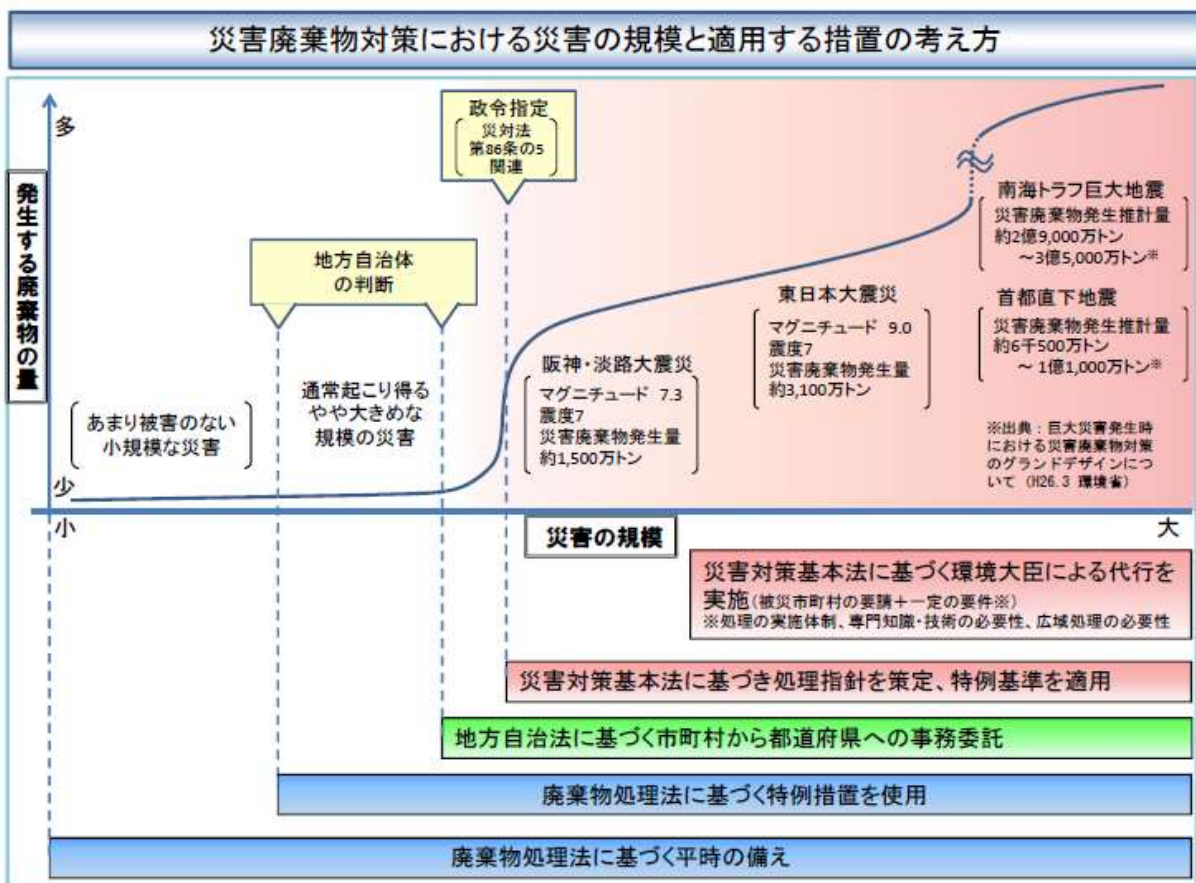 災害廃棄物対策における災害の規模と適用する措置の考え方
発生する廃棄物の量
多
少
小
大
災害の規模
政令指定
災対法
第86条の5
関連
地方自治体
の判断
あまり被害のない
小規模な災害
通常起こり得る
やや大きめな
規模の災害
阪神・淡路大震災
マグニチュード 7.3
震度7
災害廃棄物発生量
約1,500万トン
東日本大震災
マグニチュード 9.0
震度7
災害廃棄物発生量
約3,100万トン
南海トラフ巨大地震
災害廃棄物発生推計量
約2億9,000万トン
～3億5,000万トン※
首都直下地震
災害廃棄物発生推計量
約6千500万トン
～ 1億1,000万トン※
※出典：巨大災害発生時
における災害廃棄物対策
のグランドデザインにつ
いて（H26.3 環境省）
災害対策基本法に基づく環境大臣による代行を
実施(被災市町村の要請＋一定の要件※)
※処理の実施体制、専門知識・技術の必要性、広域処理の必要性
災害対策基本法に基づき処理指針を策定、特例基準を適用
地方自治法に基づく市町村から都道府県への事務委託
廃棄物処理法に基づく特例措置を使用
廃棄物処理法に基づく平時の備え